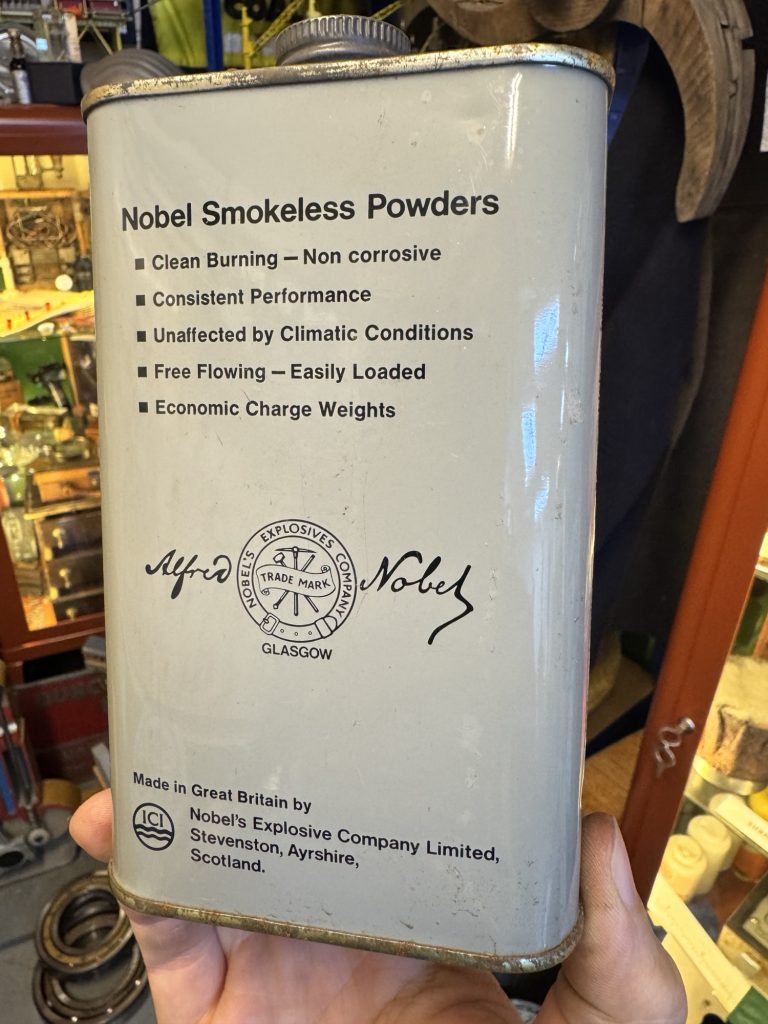 Nobel Smokeless Powders
■ Clean Burning — Non corrosive
■ Consistent Performance
■ Unaffected by Climatic Conditions
■ Free Flowing — Easily Loaded
■ Economic Charge Weights
Alfred
NOBEL'S EXPLOSIVES COMPANY
TRADE MARK
Nobel
GLASGOW
Made in Great Britain by
ICI
Nobel's Explosive Company Limited,
Stevenston, Ayrshire,
Scotland.